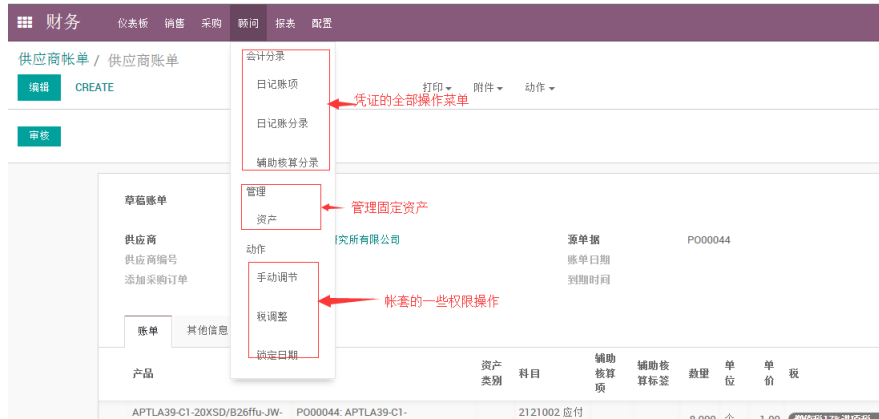 财务 仪表板 销售 采购 顾问 报表 配置
供应商帐单 / 供应商账单
编辑 CREATE 打印 附件 动作
审核
会计分录
日记账项
日记账分录
辅助核算分录
凭证的全部操作菜单
管理
资产
管理固定资产
动作
手动调节
税调整
锁定日期
帐套的一些权限操作
草蓝账单
供应商 究所有限公司 源单据 PO00044
供应商编号 账单日期
添加采购订单 到期时间
账单 其他信息
产品 资产类别 科目 辅助核算项 辅助核算标签 数量 单位 单价 税
APTLA39-C1-20XSD/B26ffu-JW- PO00044: APTLA39-C1- 2121002 应付 1.00